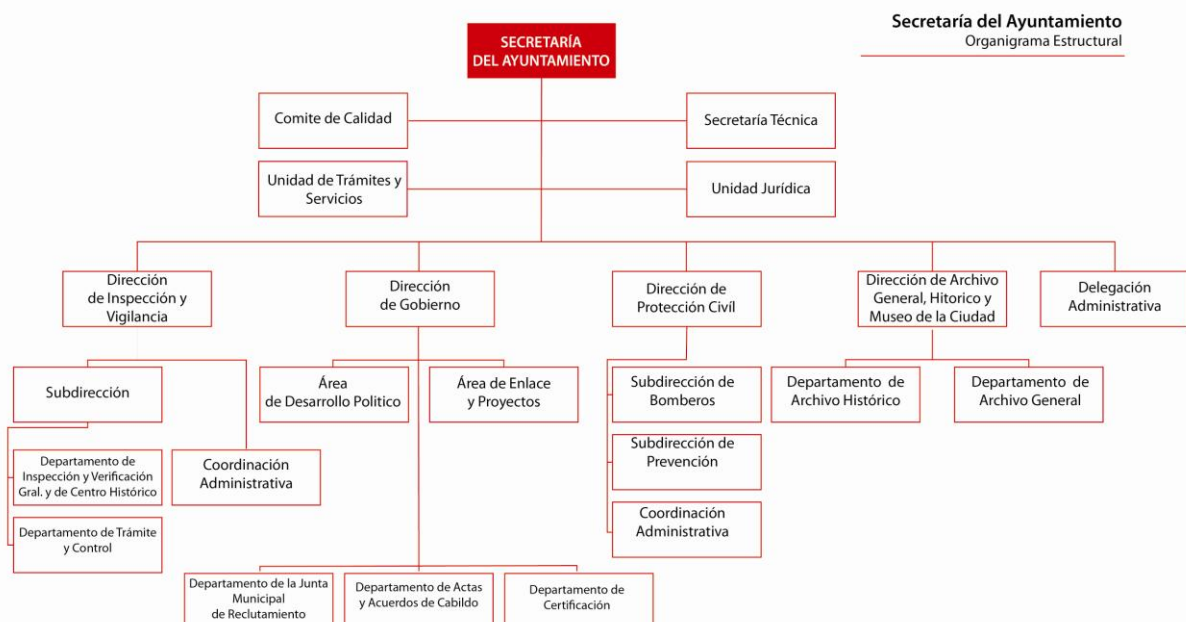 Secretaría del Ayuntamiento
Organigrama Estructural
SECRETARÍA
DEL AYUNTAMIENTO
Comite de Calidad
Secretaría Técnica
Unidad de Trámites y
Servicios
Unidad Jurídica
Dirección
de Inspección y
Vigilancia
Dirección
de Gobierno
Dirección de
Protección Civíl
Dirección de Archivo
General, Hitorico y
Museo de la Ciudad
Delegación
Administrativa
Subdirección
Área
de Desarrollo Politico
Área de Enlace
y Proyectos
Subdirección de
Bomberos
Departamento de
Archivo Histórico
Departamento de
Archivo General
Departamento de
Inspección y Verificación
Gral. y de Centro Histórico
Coordinación
Administrativa
Subdirección de
Prevención
Departamento de Trámite
y Control
Coordinación
Administrativa
Departamento de la Junta
Municipal
de Reclutamiento
Departamento de Actas
y Acuerdos de Cabildo
Departamento de
Certificación